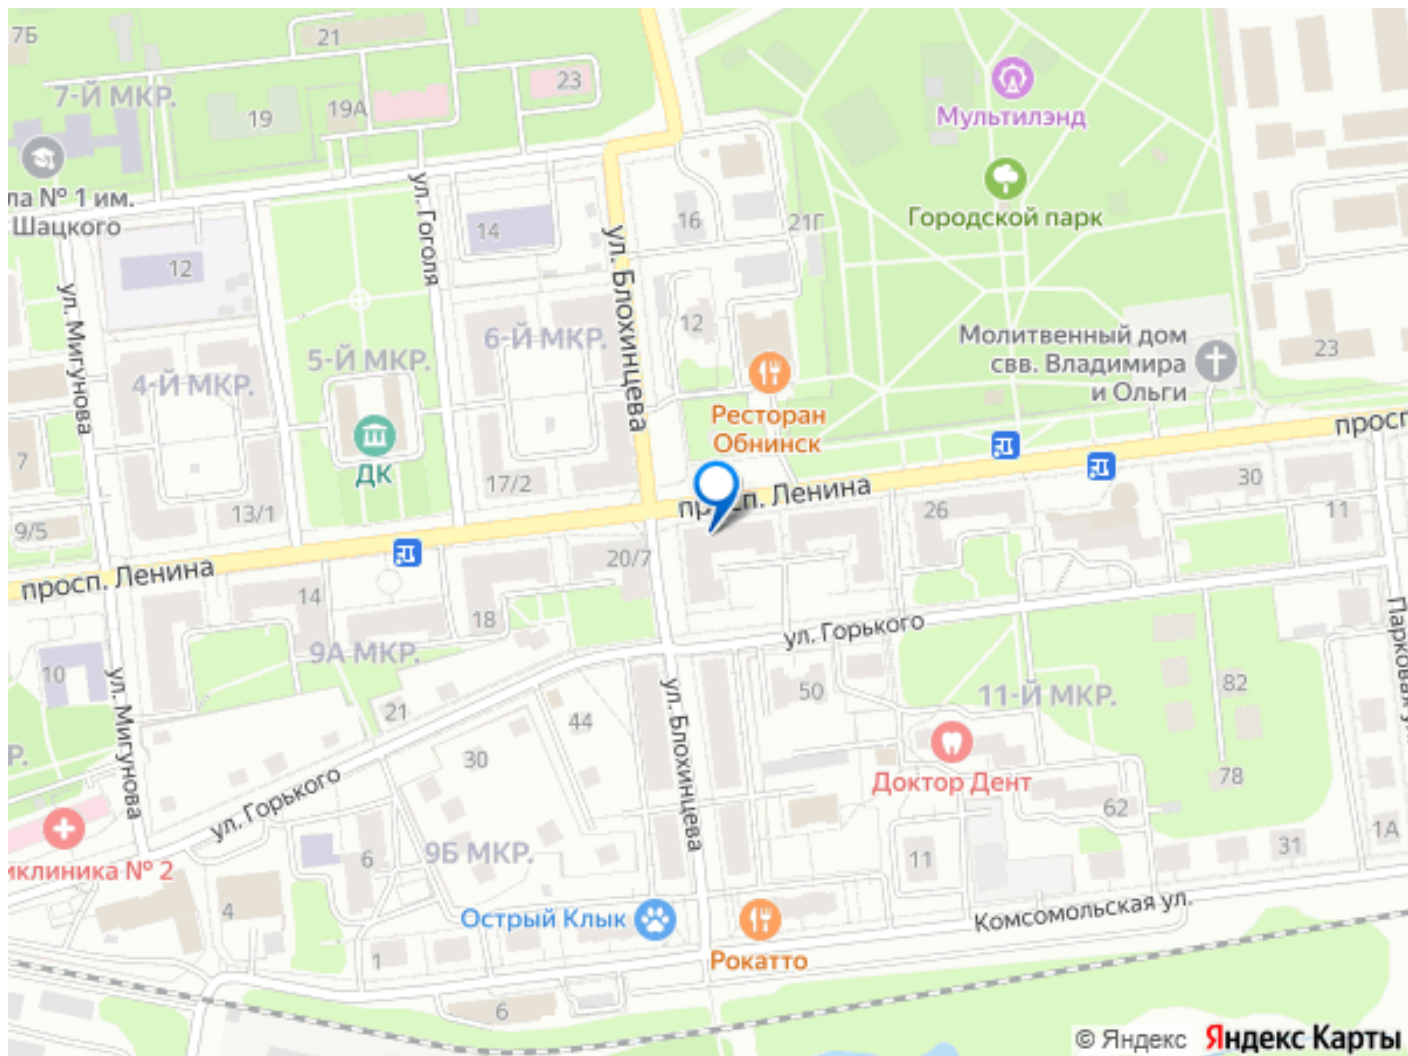 7Б
21
23
7-Й МКР.
19
19А
Мультилэнд
ла № 1 им.
Шацкого
ул. Гоголя
14
16
21Г
Городской парк
12
ул. Блохинцева
ул. Мигунова
6-Й МКР.
12
5-Й МКР.
4-Й МКР.
Молитвенный дом
свв. Владимира
и Ольги
23
Ресторан
Обнинск
ДК
7
17/2
13/1
9/5
просп. Ленина
26
30
11
просп. Ленина
14
20/7
18
9А МКР.
10
ул. Мигунова
21
ул. Горького
50
11-Й МКР.
82
Парковая ул.
44
30
ул. Блохинцева
78
Доктор Дент
62
ул. Горького
6
9Б МКР.
11
31
1А
иклиника № 2
4
Острый Клык
Рокатто
Комсомольская ул.
1
6
© Яндекс Яндекс Карты